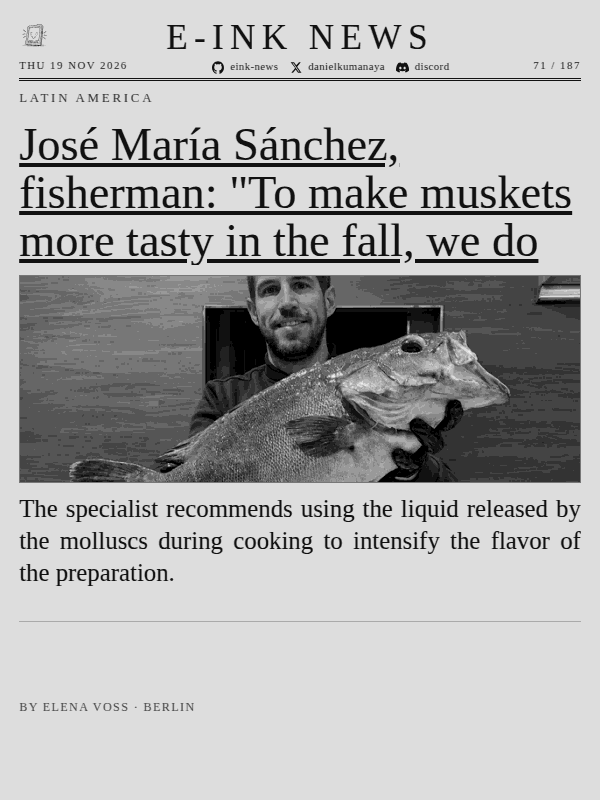 E-INK NEWS
THU 19 NOV 2026
eink-news danielkumanaya discord
71 / 187
LATIN AMERICA
José María Sánchez,
fisherman: "To make muskets
more tasty in the fall, we do
The specialist recommends using the liquid released by
the molluscs during cooking to intensify the flavor of
the preparation.
BY ELENA VOSS · BERLIN